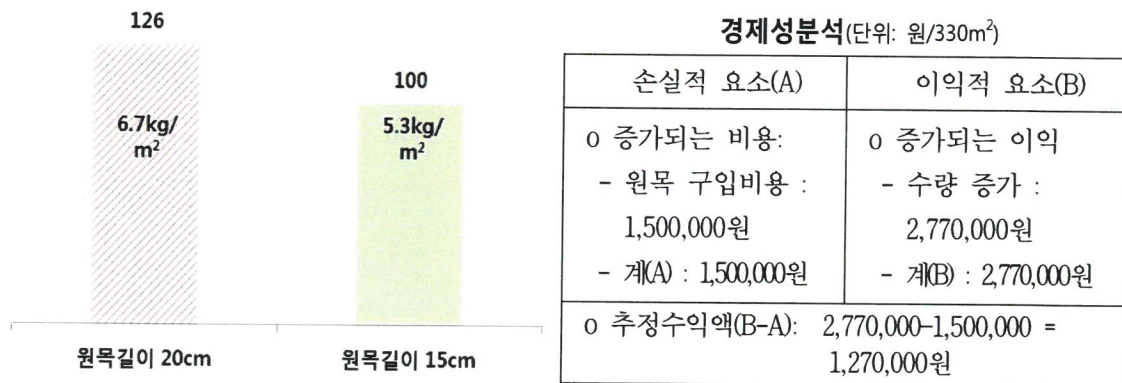 126
6.7kg/
m²
100
5.3kg/
m²
원목길이 20cm
원목길이 15cm
경제성분석(단위: 원/330m²)
손실적 요소(A)
이익적 요소(B)
o 증가되는 비용:
- 원목 구입비용 :
1,500,000원
- 계(A) : 1,500,000원
o 증가되는 이익
- 수량 증가 :
2,770,000원
- 계(B) : 2,770,000원
o 추정수익액(B-A): 2,770,000-1,500,000 =
1,270,000원